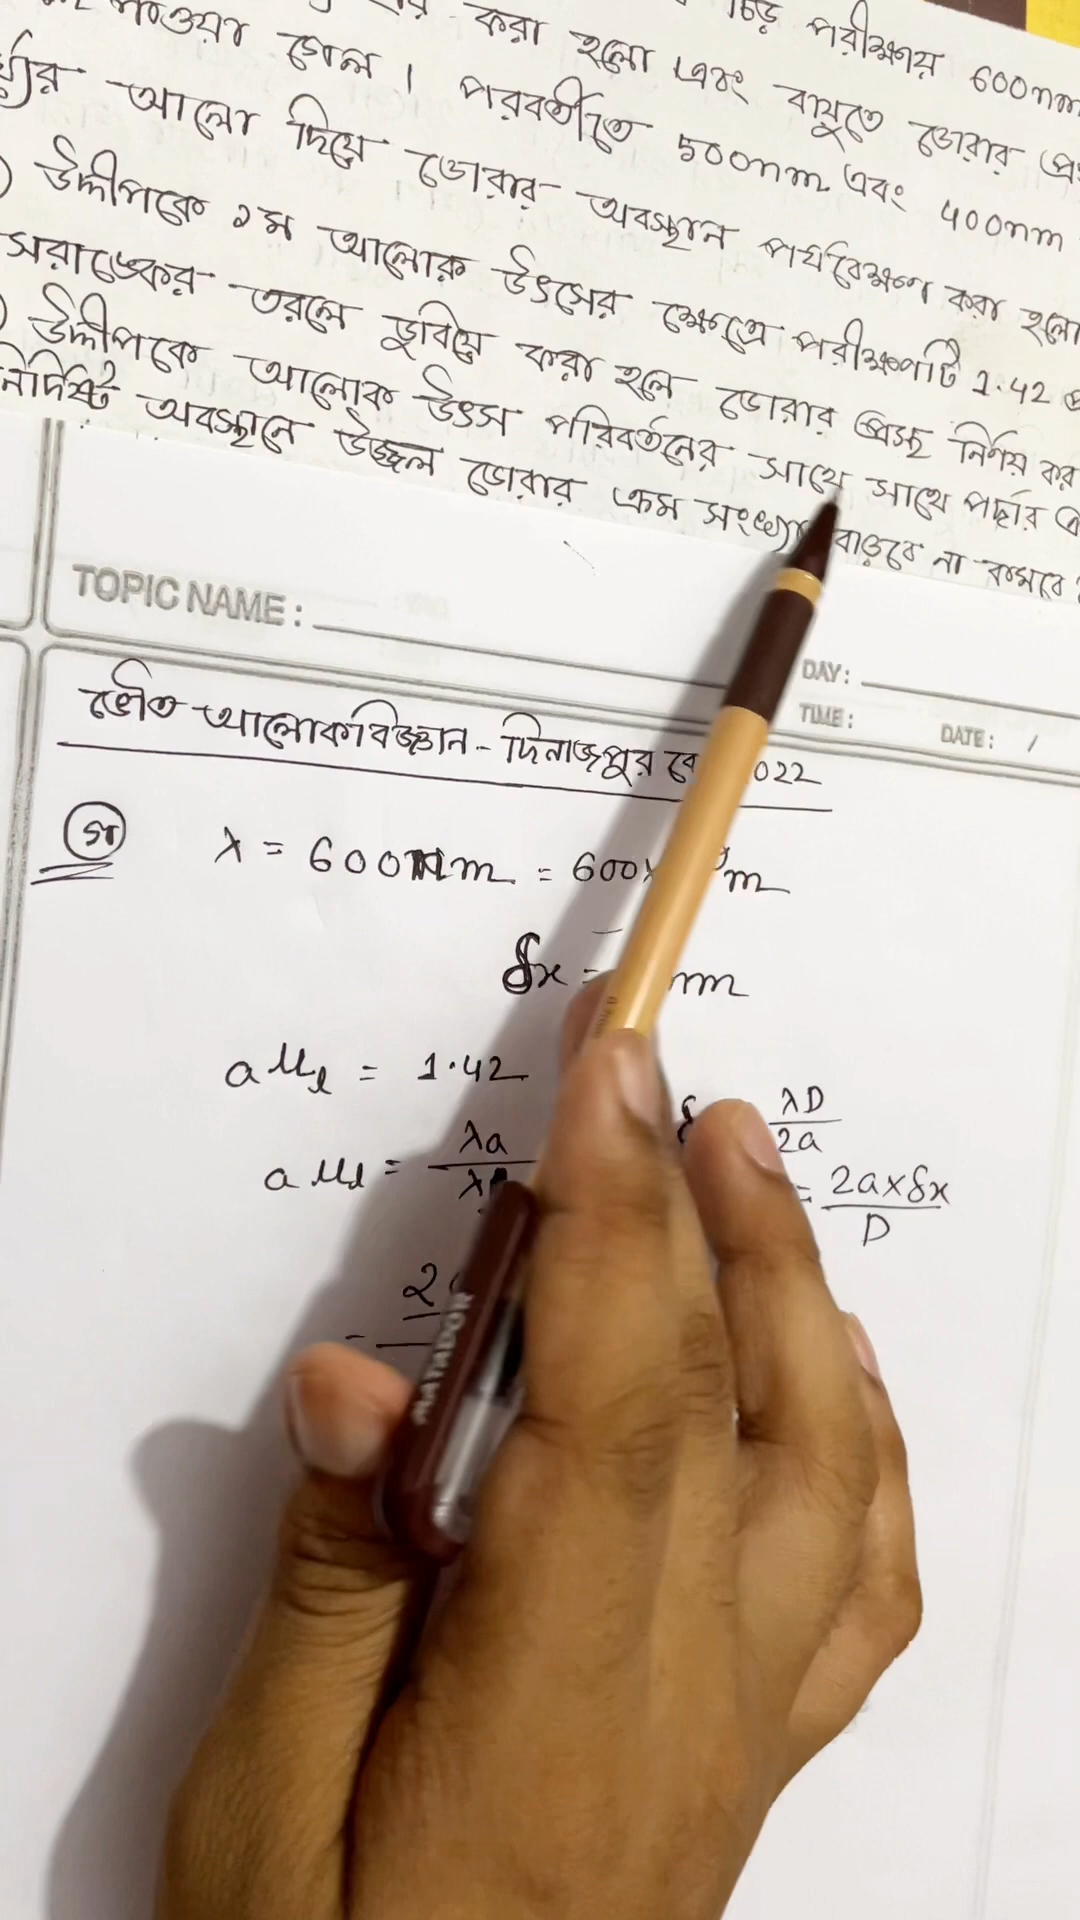 চিড় পরীক্ষায় 600nm
করা হলো এবং বায়ুতে ডোরার
পাওয়া গেল। পরবর্তীতে 500nm এবং 400nm
আলো দিয়ে ডোরার অবস্থান পর্যবেক্ষণ করা হলো
উদ্দীপকে ১ম আলোক উৎসের ক্ষেত্রে পরীক্ষণটি 1.42
তরলে ডুবিয়ে করা হলে ডোরার প্রস্থ নির্ণয় কর
উদ্দীপকে আলোক উৎস পরিবর্তনের সাথে সাথে পর্দার
নির্দিষ্ট অবস্থানে উজ্জ্বল ডোরার ক্রম সংখ্যা বাড়বে না কমবে
TOPIC NAME :
DAY :
TIME :
DATE : /
ভৌত আলোকবিজ্ঞান - দিনাজপুর 022
গ λ = 600nm = 600× m
δx = mm
aμl = 1.42
λD/2a
aμl = λa/
= 2a×δx/D
MATADOR